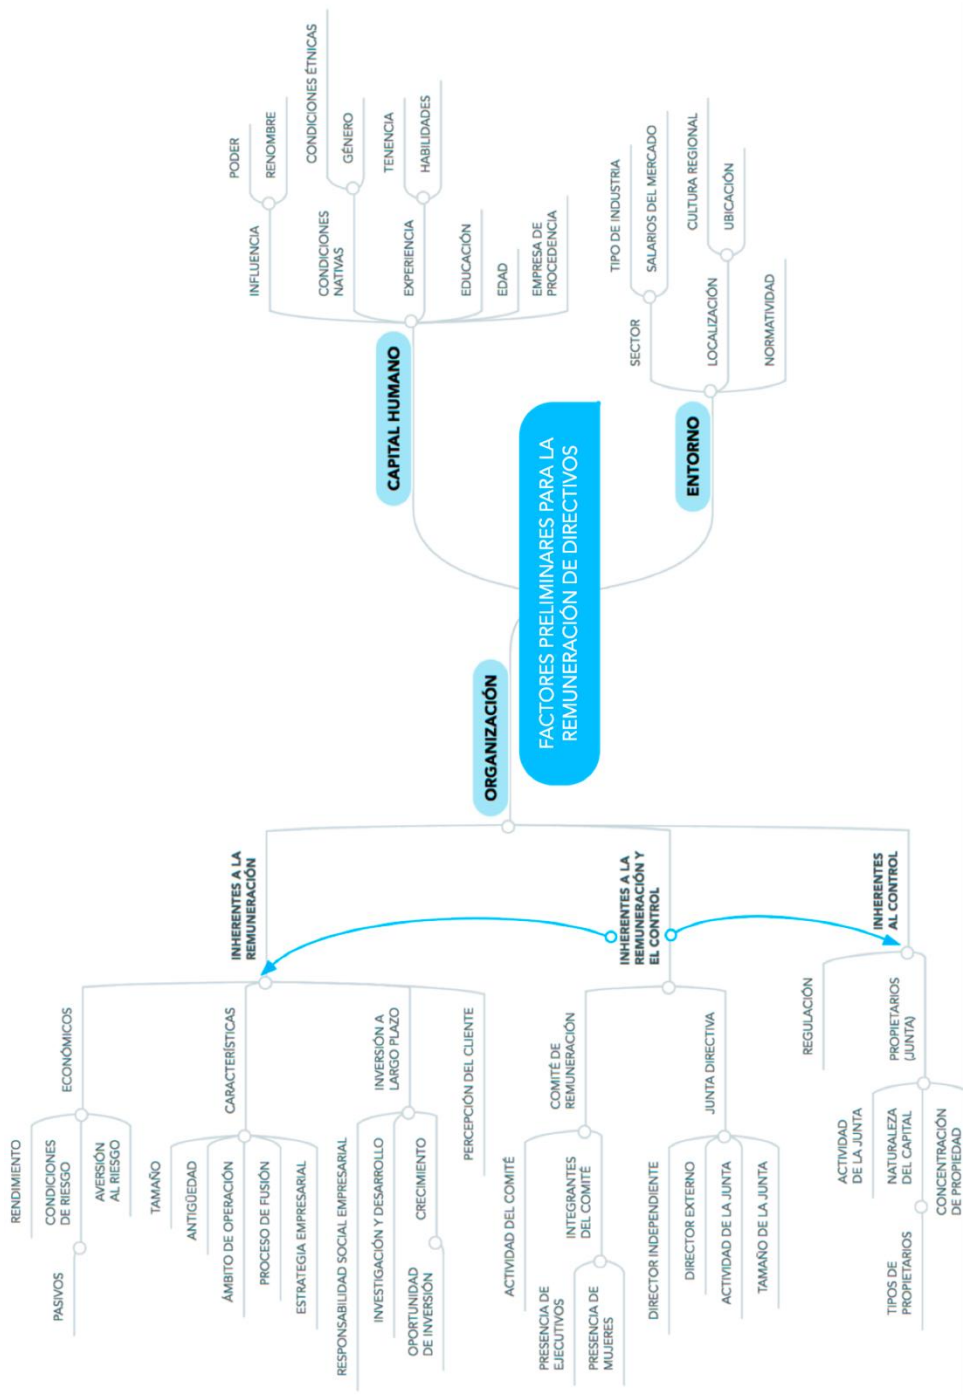 FACTORES PRELIMINARES PARA LA
REMUNERACIÓN DE DIRECTIVOS
ORGANIZACIÓN
INHERENTES A LA
REMUNERACIÓN
ECONÓMICOS
RENDIMIENTO
CONDICIONES
DE RIESGO
PASIVOS
AVERSIÓN
AL RIESGO
CARACTERÍSTICAS
TAMAÑO
ANTIGÜEDAD
ÁMBITO DE OPERACIÓN
PROCESO DE FUSIÓN
ESTRATEGIA EMPRESARIAL
INVERSIÓN A
LARGO PLAZO
RESPONSABILIDAD SOCIAL EMPRESARIAL
INVESTIGACIÓN Y DESARROLLO
CRECIMIENTO
OPORTUNIDAD
DE INVERSIÓN
PERCEPCIÓN DEL CLIENTE
INHERENTES A LA
REMUNERACIÓN Y
EL CONTROL
COMITÉ DE
REMUNERACIÓN
ACTIVIDAD DEL COMITÉ
INTEGRANTES
DEL COMITÉ
PRESENCIA DE
EJECUTIVOS
PRESENCIA DE
MUJERES
JUNTA DIRECTIVA
DIRECTOR INDEPENDIENTE
DIRECTOR EXTERNO
ACTIVIDAD DE LA JUNTA
TAMAÑO DE LA JUNTA
INHERENTES
AL CONTROL
REGULACIÓN
PROPIETARIOS
(JUNTA)
ACTIVIDAD
DE LA JUNTA
NATURALEZA
DEL CAPITAL
TIPOS DE
PROPIETARIOS
CONCENTRACIÓN
DE PROPIEDAD
CAPITAL HUMANO
INFLUENCIA
PODER
RENOMBRE
CONDICIONES
NATIVAS
CONDICIONES ÉTNICAS
GÉNERO
EXPERIENCIA
TENENCIA
HABILIDADES
EDUCACIÓN
EDAD
EMPRESA DE
PROCEDENCIA
ENTORNO
SECTOR
TIPO DE INDUSTRIA
SALARIOS DEL MERCADO
LOCALIZACIÓN
CULTURA REGIONAL
UBICACIÓN
NORMATIVIDAD